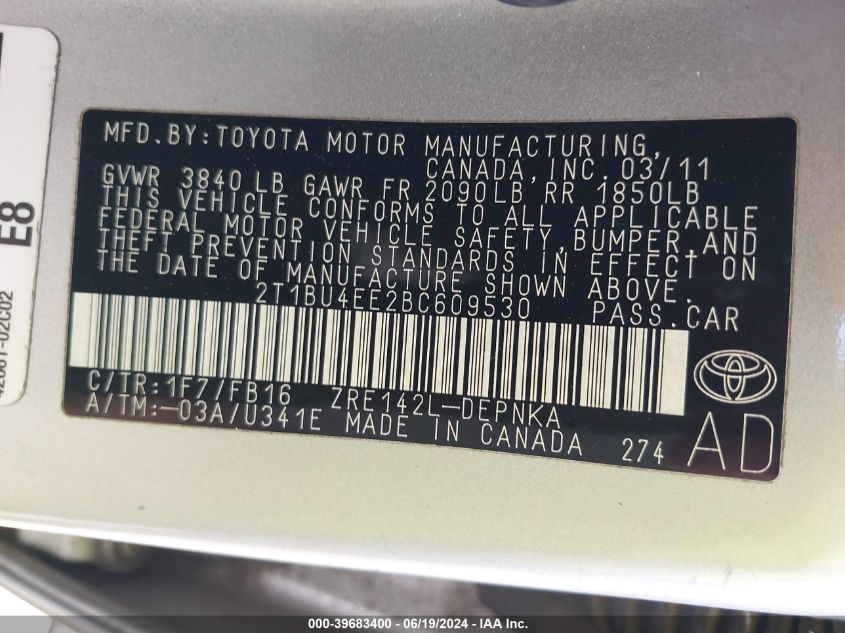 MFD.BY:TOYOTA MOTOR MANUFACTURING,
CANADA,INC. 03/11
GVWR 3840 LB GAWR FR 2090LB RR 1850LB
THIS VEHICLE CONFORMS TO ALL APPLICABLE
FEDERAL MOTOR VEHICLE SAFETY,BUMPER,AND
THEFT PREVENTION STANDARDS IN EFFECT ON
THE DATE OF MANUFACTURE SHOWN ABOVE.
2T1BU4EE2BC609530 PASS.CAR
C/TR:1F7/FB16 ZRE142L-DEPNKA
A/TM:-03A/U341E MADE IN CANADA 274
AD
E8
000-39683400 - 06/19/2024 - IAAI.com